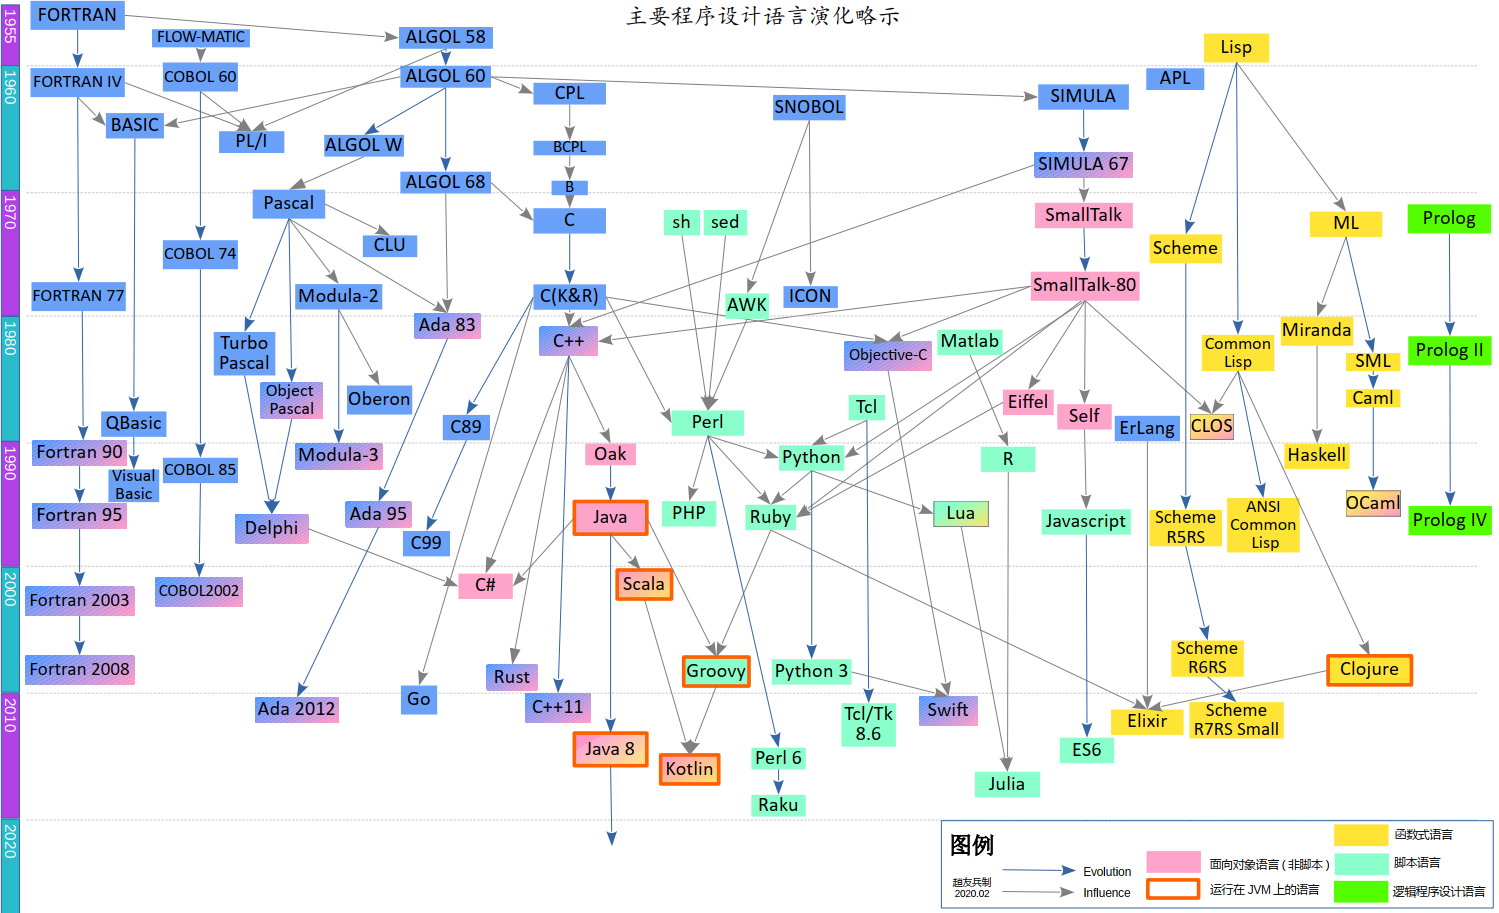 主要程序设计语言演化略示
1955
FORTRAN
FLOW-MATIC
ALGOL 58
Lisp
1960
FORTRAN IV
COBOL 60
ALGOL 60
CPL
SNOBOL
SIMULA
APL
BASIC
PL/I
ALGOL W
BCPL
SIMULA 67
ALGOL 68
B
1970
Pascal
C
sh
sed
SmallTalk
ML
Prolog
CLU
COBOL 74
Scheme
FORTRAN 77
Modula-2
C(K&R)
AWK
ICON
SmallTalk-80
1980
Ada 83
Turbo
Pascal
C++
Objective-C
Matlab
Common
Lisp
Miranda
Prolog II
SML
Object
Pascal
Oberon
Tcl
Eiffel
Self
Caml
QBasic
C89
Perl
ErLang
CLOS
1990
Fortran 90
COBOL 85
Modula-3
Oak
Python
R
Haskell
Visual
Basic
Fortran 95
Delphi
Ada 95
Java
PHP
Ruby
Lua
Javascript
Scheme
R5RS
ANSI
Common
Lisp
OCaml
Prolog IV
C99
2000
Fortran 2003
COBOL2002
C#
Scala
Fortran 2008
Rust
Groovy
Python 3
Scheme
R6RS
Clojure
2010
Ada 2012
Go
C++11
Tcl/Tk
8.6
Swift
Elixir
Scheme
R7RS Small
Java 8
Kotlin
Perl 6
ES6
Julia
Raku
2020
图例
赵友兵制
2020.02
Evolution
Influence
面向对象语言 ( 非脚本 )
运行在 JVM 上的语言
函数式语言
脚本语言
逻辑程序设计语言